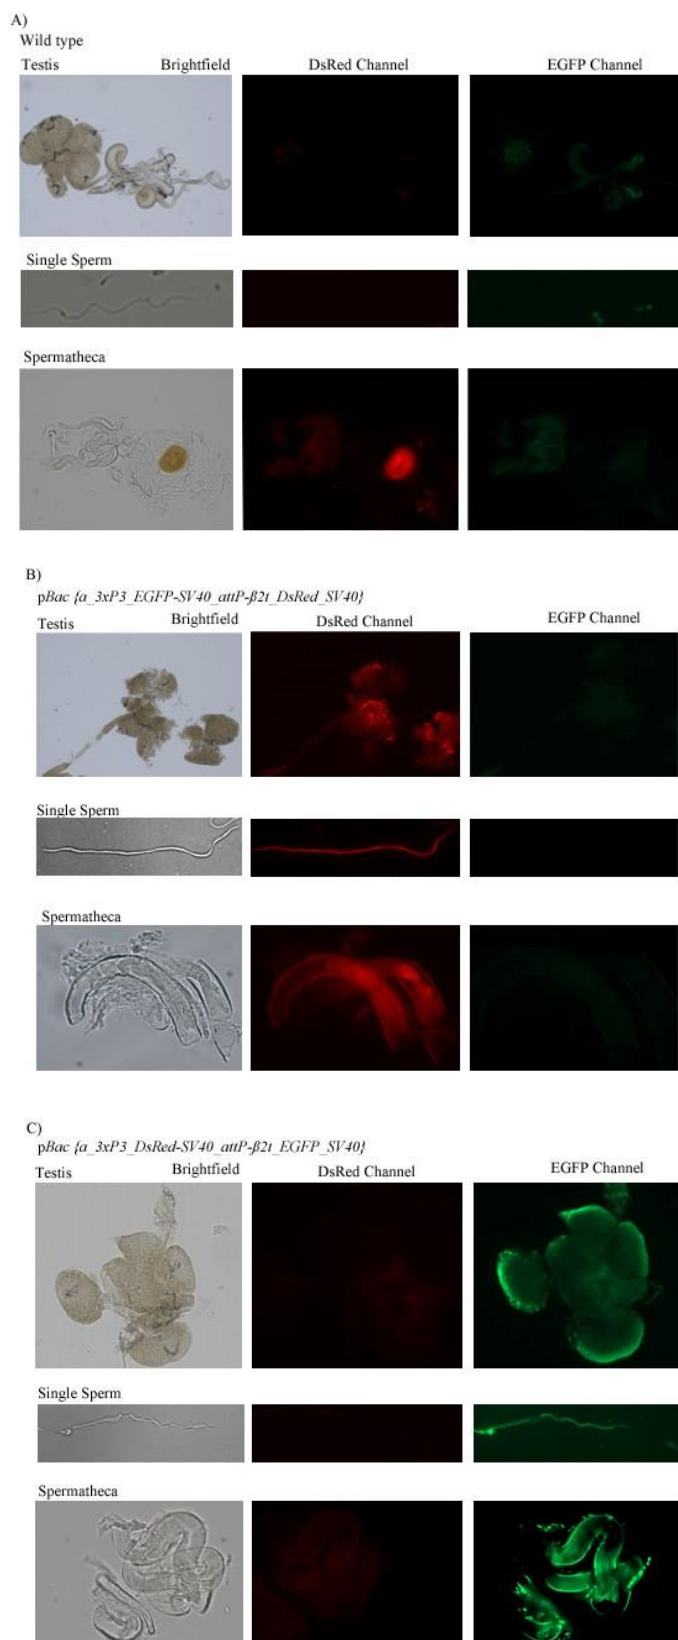 A)
Wild type
Testis Brightfield DsRed Channel EGFP Channel
Single Sperm
Spermatheca
B)
pBac {a_3xP3_EGFP-SV40_attP-β2t_DsRed_SV40}
Testis Brightfield DsRed Channel EGFP Channel
Single Sperm
Spermatheca
C)
pBac {a_3xP3_DsRed-SV40_attP-β2t_EGFP_SV40}
Testis Brightfield DsRed Channel EGFP Channel
Single Sperm
Spermatheca